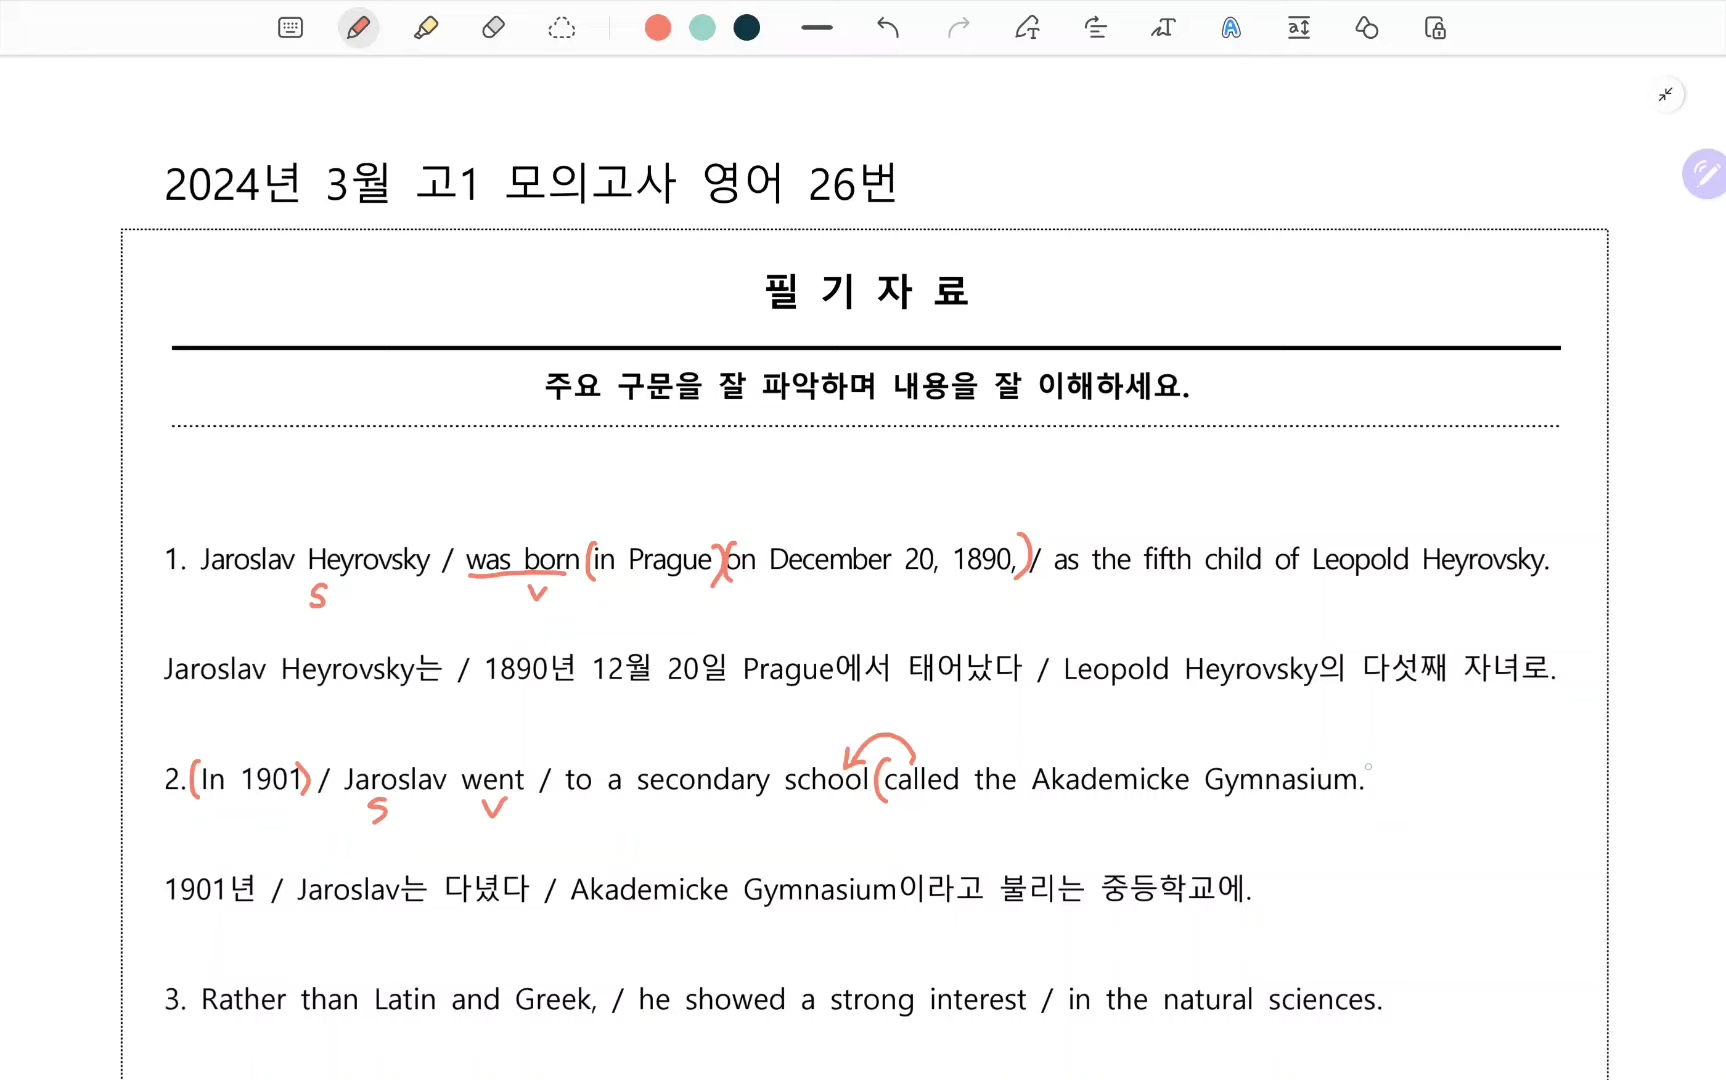 2024년 3월 고1 모의고사 영어 26번
필 기 자 료
주요 구문을 잘 파악하며 내용을 잘 이해하세요.
1. Jaroslav Heyrovsky / was born (in Prague)(on December 20, 1890,) / as the fifth child of Leopold Heyrovsky.
S V
Jaroslav Heyrovsky는 / 1890년 12월 20일 Prague에서 태어났다 / Leopold Heyrovsky의 다섯째 자녀로.
2. (In 1901) / Jaroslav went / to a secondary school (called the Akademicke Gymnasium.
S V
1901년 / Jaroslav는 다녔다 / Akademicke Gymnasium이라고 불리는 중등학교에.
3. Rather than Latin and Greek, / he showed a strong interest / in the natural sciences.